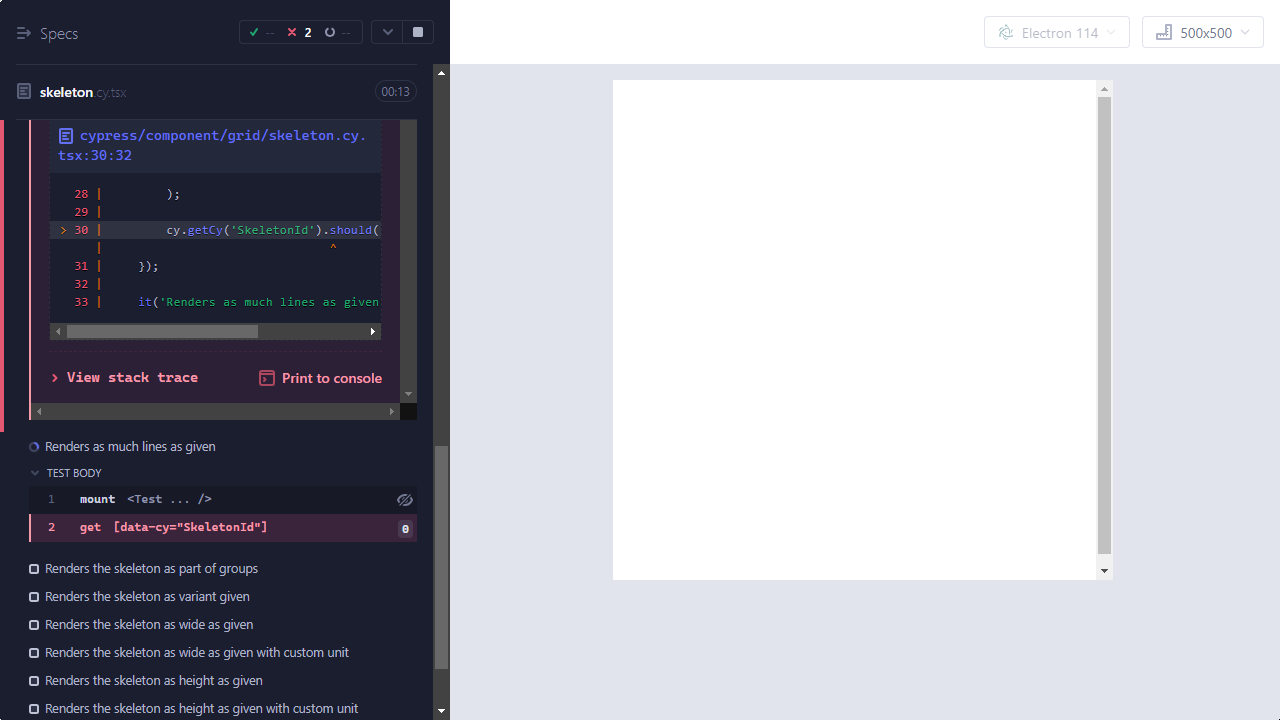 Specs
-- 2 --
skeleton.cy.tsx
00:13
cypress/component/grid/skeleton.cy.
tsx:30:32
28 | );
29 |
> 30 | cy.getCy('SkeletonId').should(
| ^
31 | });
32 |
33 | it('Renders as much lines as given
View stack trace
Print to console
Renders as much lines as given
TEST BODY
1 mount <Test ... />
2 get [data-cy="SkeletonId"] 0
Renders the skeleton as part of groups
Renders the skeleton as variant given
Renders the skeleton as wide as given
Renders the skeleton as wide as given with custom unit
Renders the skeleton as height as given
Renders the skeleton as height as given with custom unit
Electron 114
500x500